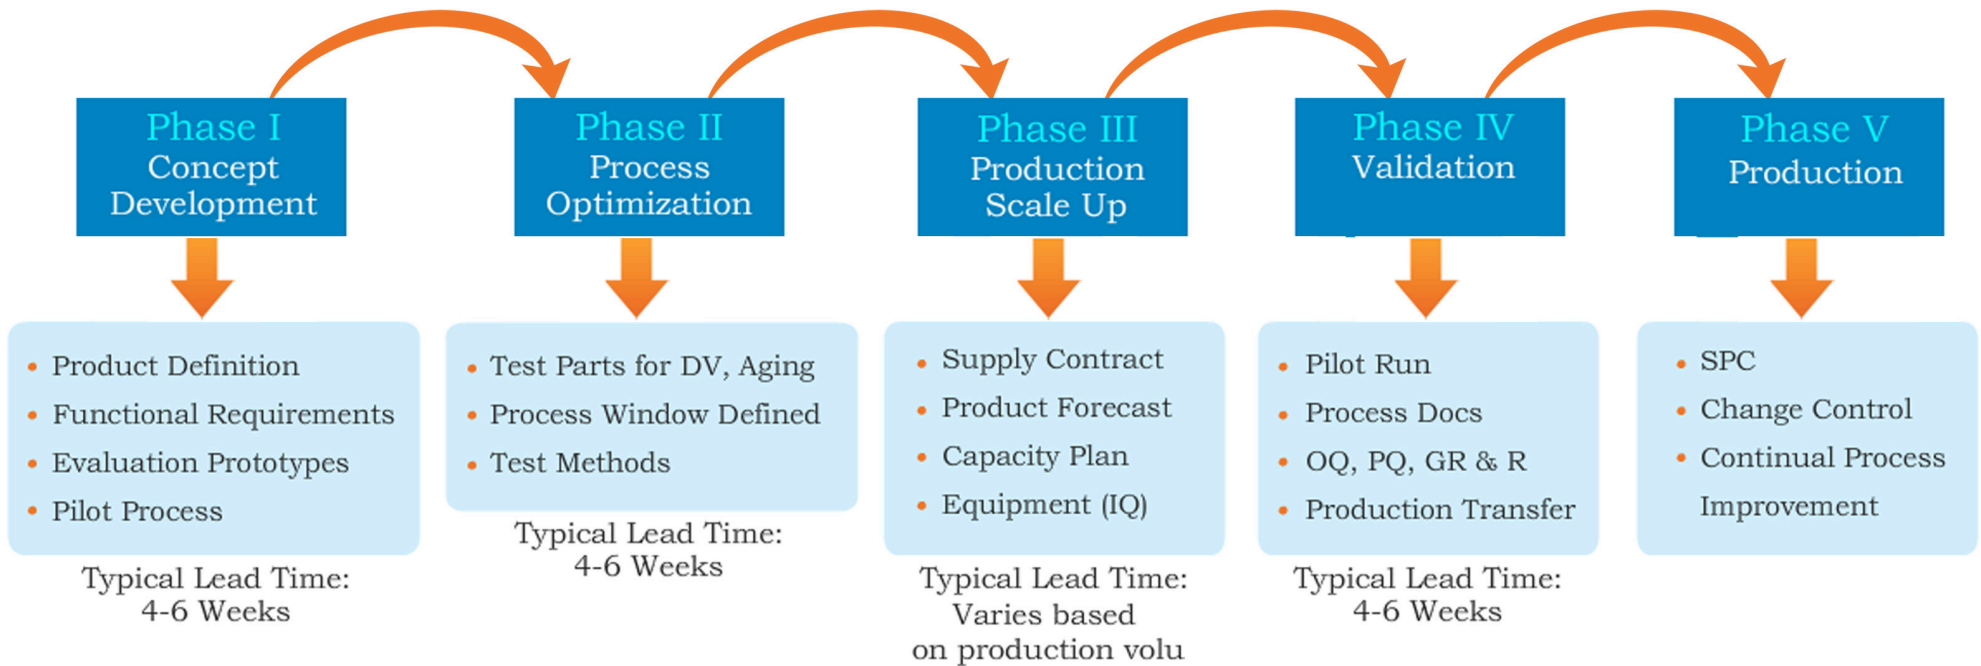 Phase I
Concept
Development
Phase II
Process
Optimization
Phase III
Production
Scale Up
Phase IV
Validation
Phase V
Production
Product Definition
Functional Requirements
Evaluation Prototypes
Pilot Process
Typical Lead Time:
4-6 Weeks
Test Parts for DV, Aging
Process Window Defined
Test Methods
Typical Lead Time:
4-6 Weeks
Supply Contract
Product Forecast
Capacity Plan
Equipment (IQ)
Typical Lead Time:
Varies based
on production volu
Pilot Run
Process Docs
OQ, PQ, GR & R
Production Transfer
Typical Lead Time:
4-6 Weeks
SPC
Change Control
Continual Process
Improvement